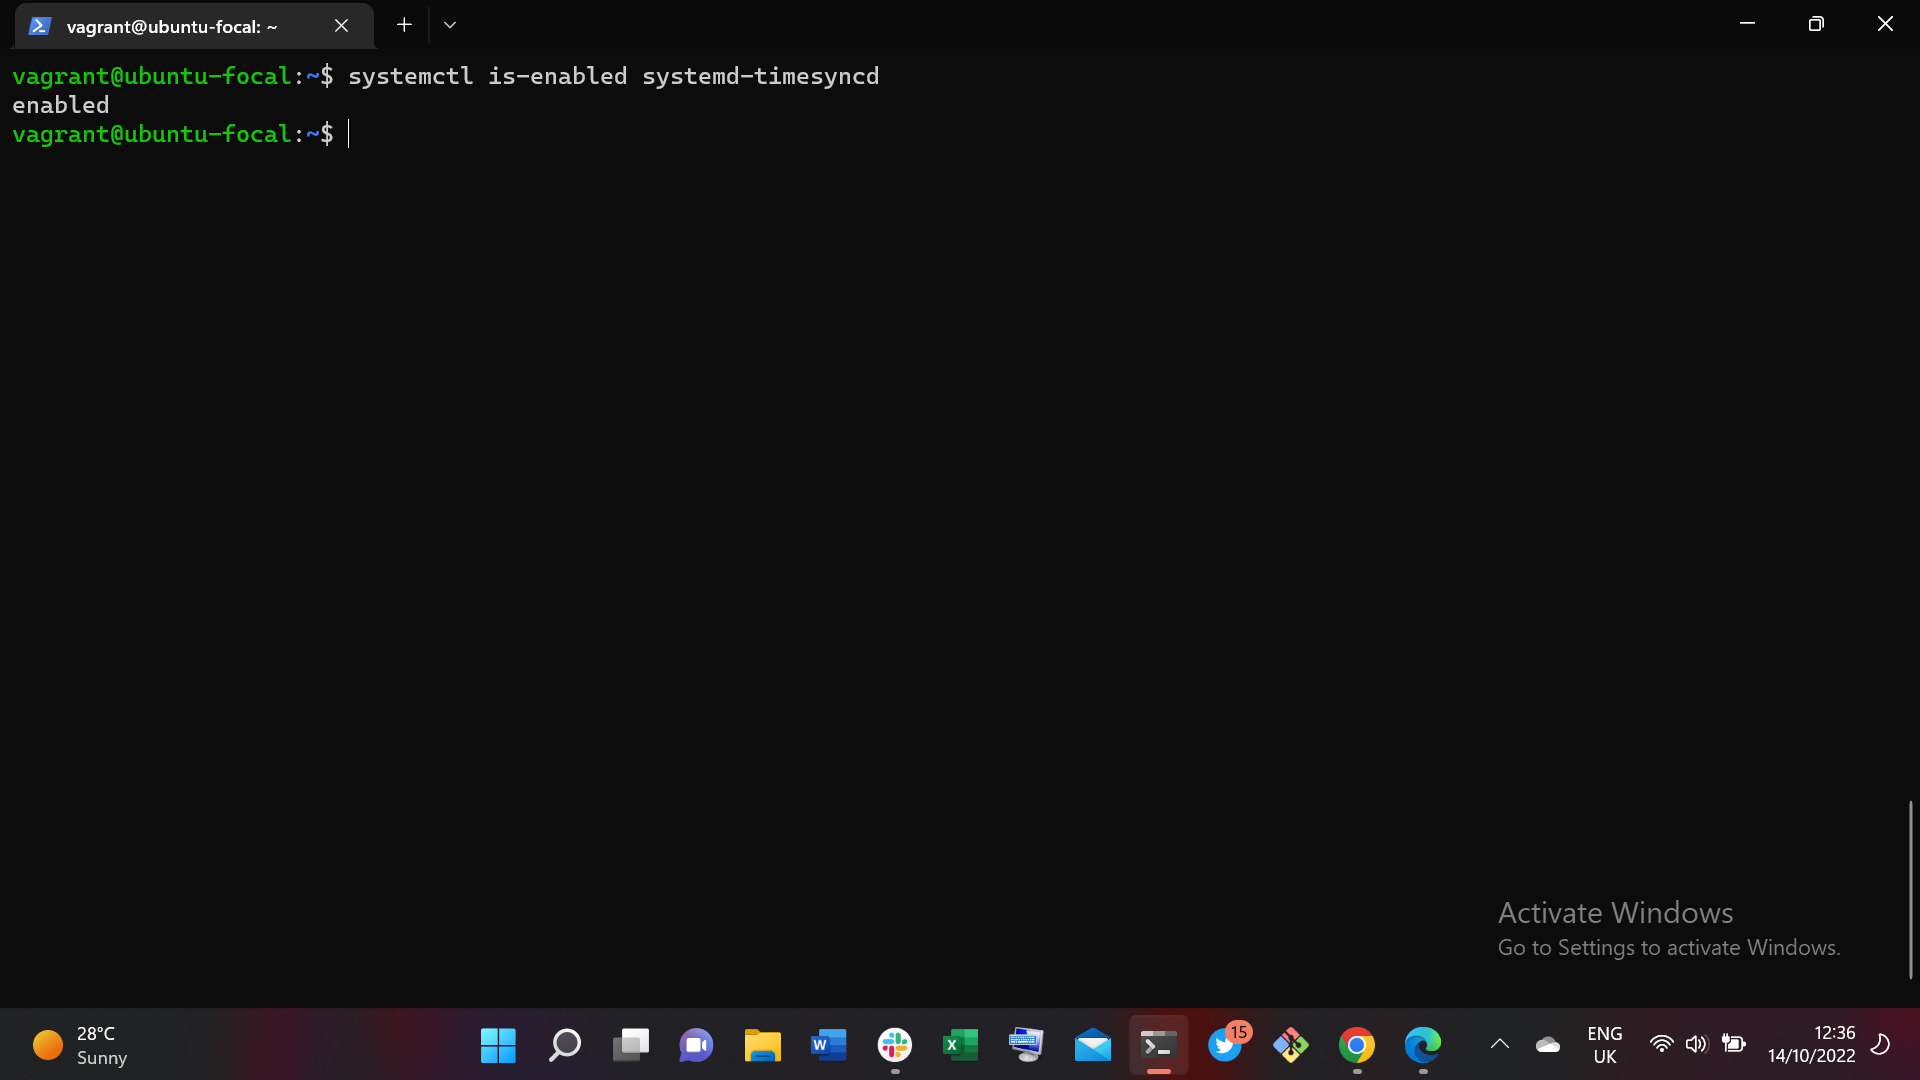 vagrant@ubuntu-focal: ~
vagrant@ubuntu-focal:~$ systemctl is-enabled systemd-timesyncd
enabled
vagrant@ubuntu-focal:~$
Activate Windows
Go to Settings to activate Windows.
28°C
Sunny
W
X
15
ENG
UK
12:36
14/10/2022